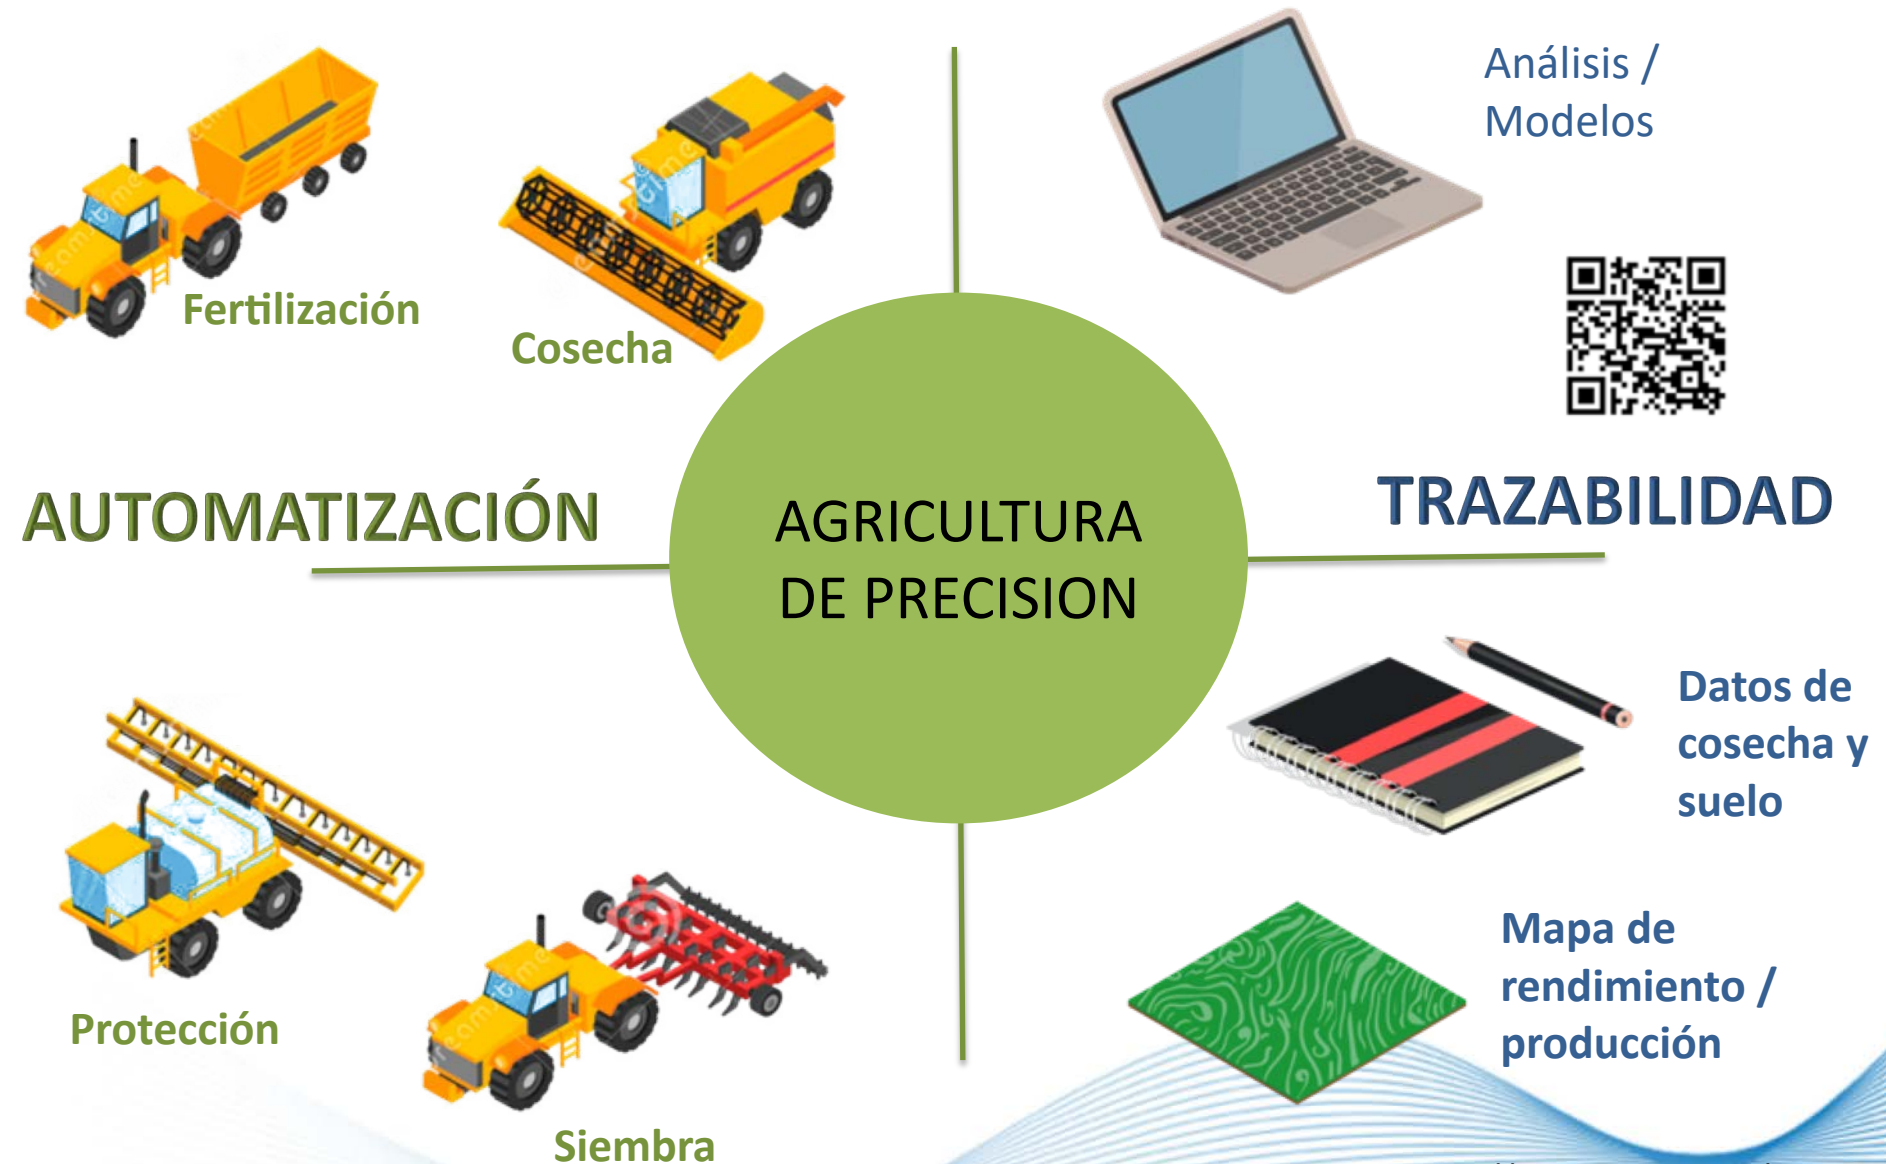 Fertilización
Cosecha
AUTOMATIZACIÓN
Protección
Siembra
AGRICULTURA
DE PRECISION
Análisis /
Modelos
TRAZABILIDAD
Datos de
cosecha y
suelo
Mapa de
rendimiento /
producción